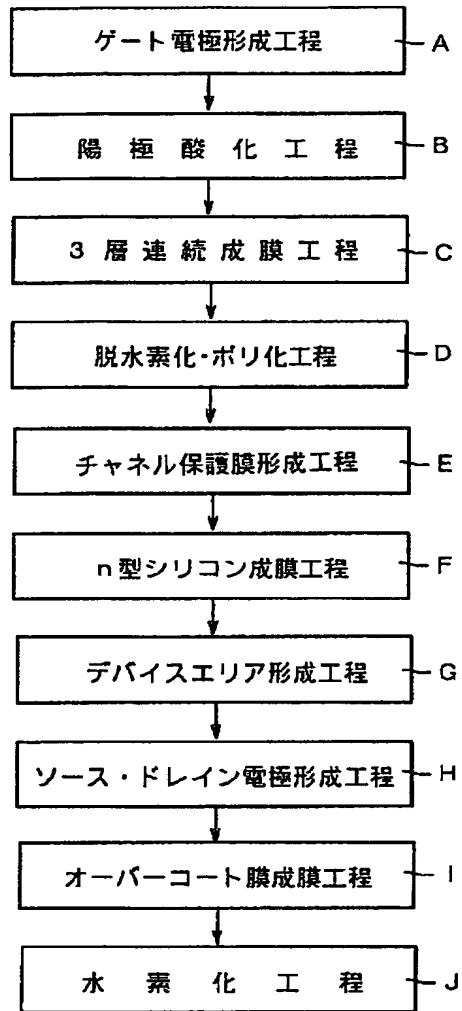 ゲート電極形成工程 A
陽極酸化工程 B
3層連続成膜工程 C
脱水素化・ポリ化工程 D
チャネル保護膜形成工程 E
n型シリコン成膜工程 F
デバイスエリア形成工程 G
ソース・ドレイン電極形成工程 H
オーバーコート膜成膜工程 I
水素化工程 J